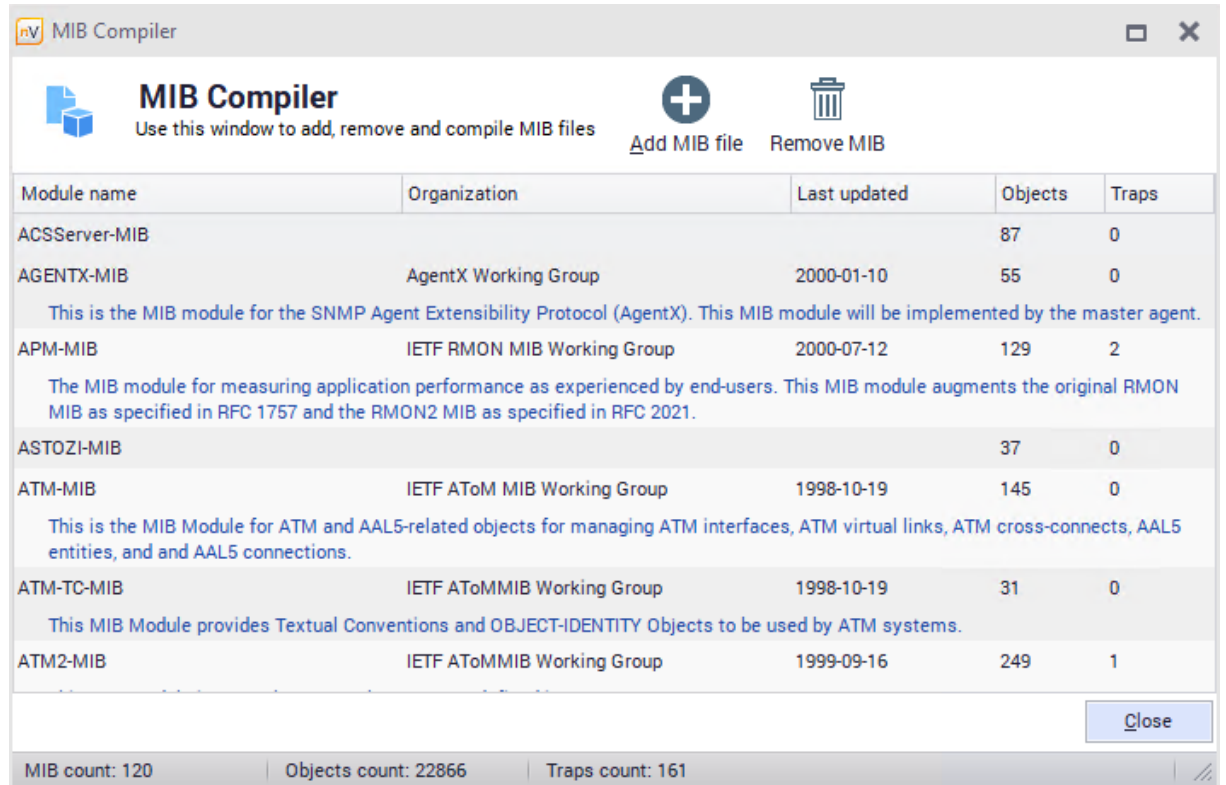 nV MIB Compiler
MIB Compiler
Use this window to add, remove and compile MIB files
Add MIB file
Remove MIB
Module name Organization Last updated Objects Traps
ACSServer-MIB 87 0
AGENTX-MIB AgentX Working Group 2000-01-10 55 0
This is the MIB module for the SNMP Agent Extensibility Protocol (AgentX). This MIB module will be implemented by the master agent.
APM-MIB IETF RMON MIB Working Group 2000-07-12 129 2
The MIB module for measuring application performance as experienced by end-users. This MIB module augments the original RMON
MIB as specified in RFC 1757 and the RMON2 MIB as specified in RFC 2021.
ASTOZI-MIB 37 0
ATM-MIB IETF AToM MIB Working Group 1998-10-19 145 0
This is the MIB Module for ATM and AAL5-related objects for managing ATM interfaces, ATM virtual links, ATM cross-connects, AAL5
entities, and and AAL5 connections.
ATM-TC-MIB IETF AToMMIB Working Group 1998-10-19 31 0
This MIB Module provides Textual Conventions and OBJECT-IDENTITY Objects to be used by ATM systems.
ATM2-MIB IETF AToMMIB Working Group 1999-09-16 249 1
Close
MIB count: 120 Objects count: 22866 Traps count: 161